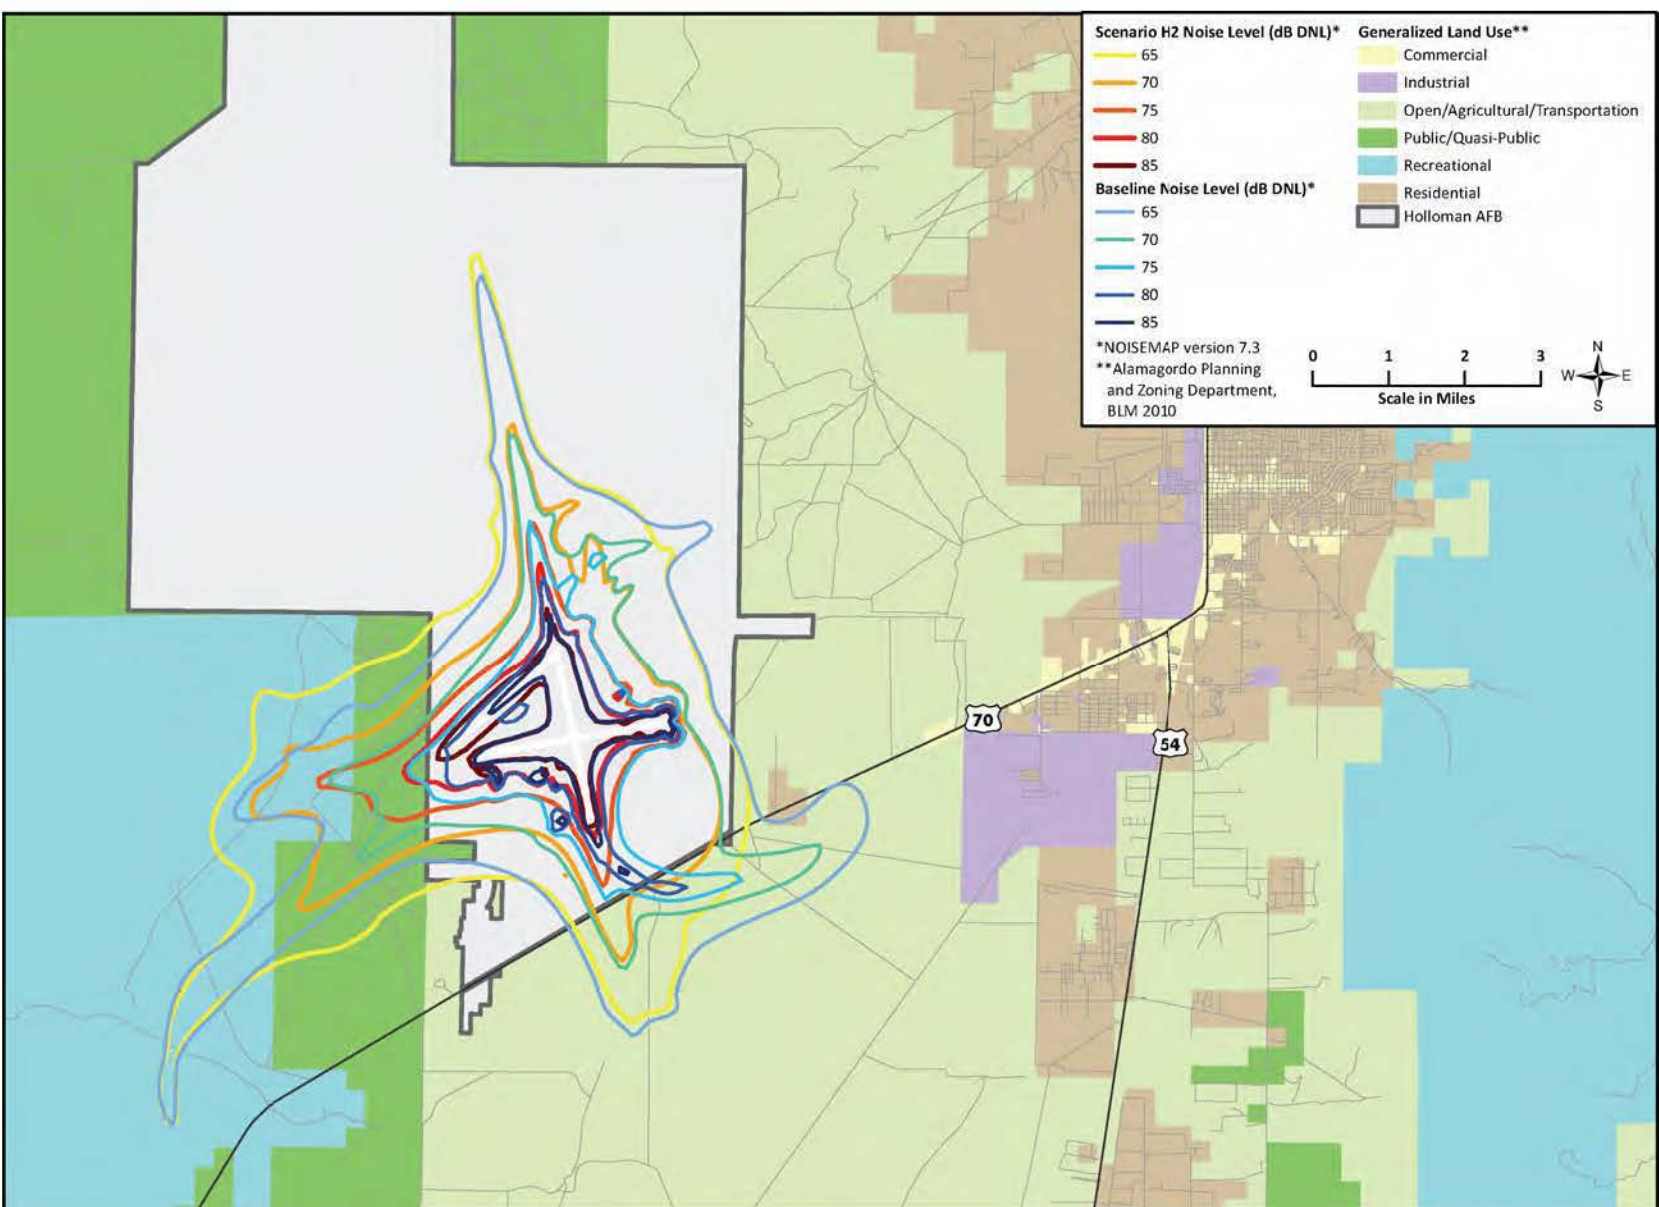 Scenario H2 Noise Level (dB DNL)*
65
70
75
80
85
Baseline Noise Level (dB DNL)*
65
70
75
80
85
*NOISEMAP version 7.3
**Alamagordo Planning
and Zoning Department,
BLM 2010
Generalized Land Use**
Commercial
Industrial
Open/Agricultural/Transportation
Public/Quasi-Public
Recreational
Residential
Holloman AFB
0 1 2 3
Scale in Miles
N
W E
S
70
54